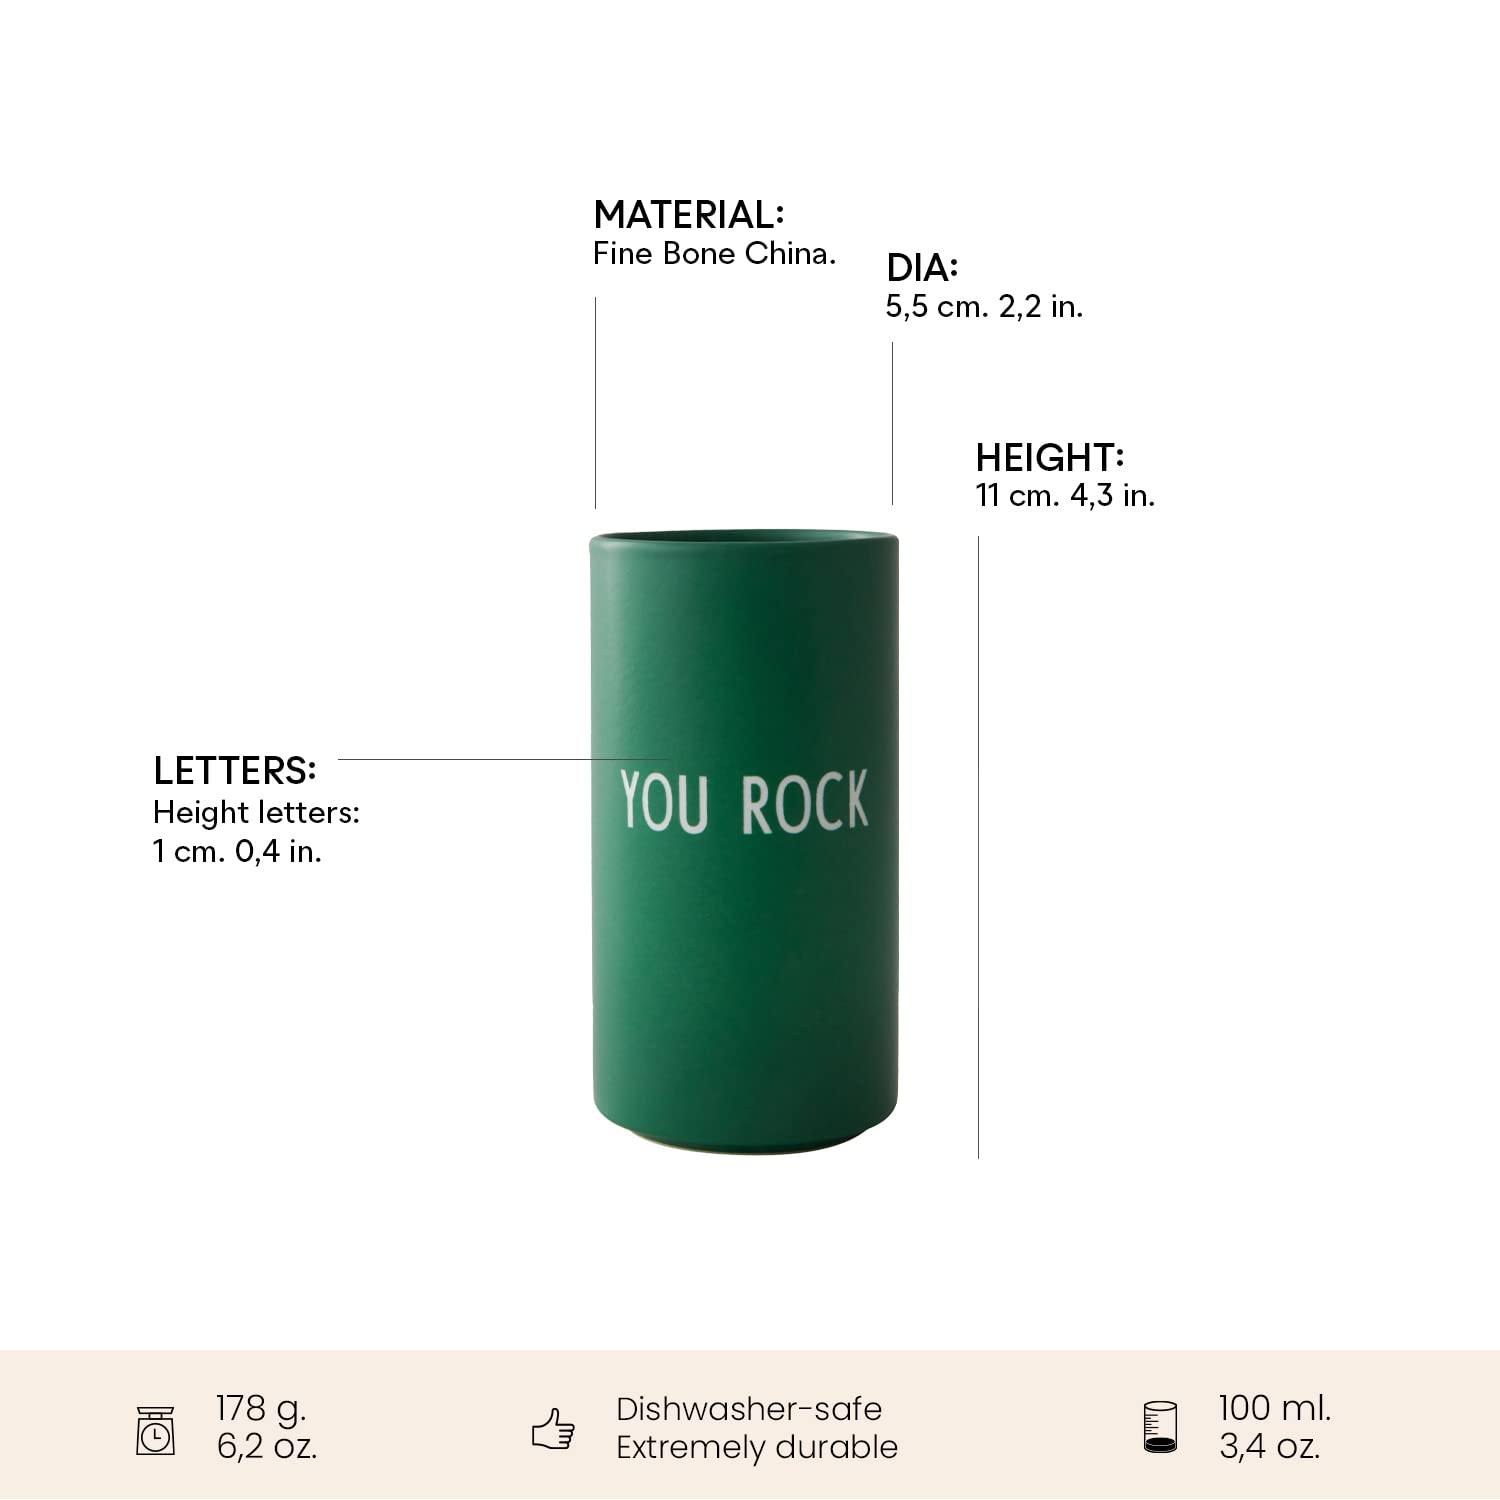 MATERIAL:
Fine Bone China.
DIA:
5,5 cm. 2,2 in.
HEIGHT:
11 cm. 4,3 in.
LETTERS:
Height letters:
1 cm. 0,4 in.
YOU ROCK
178 g.
6,2 oz.
Dishwasher-safe
Extremely durable
100 ml.
3,4 oz.